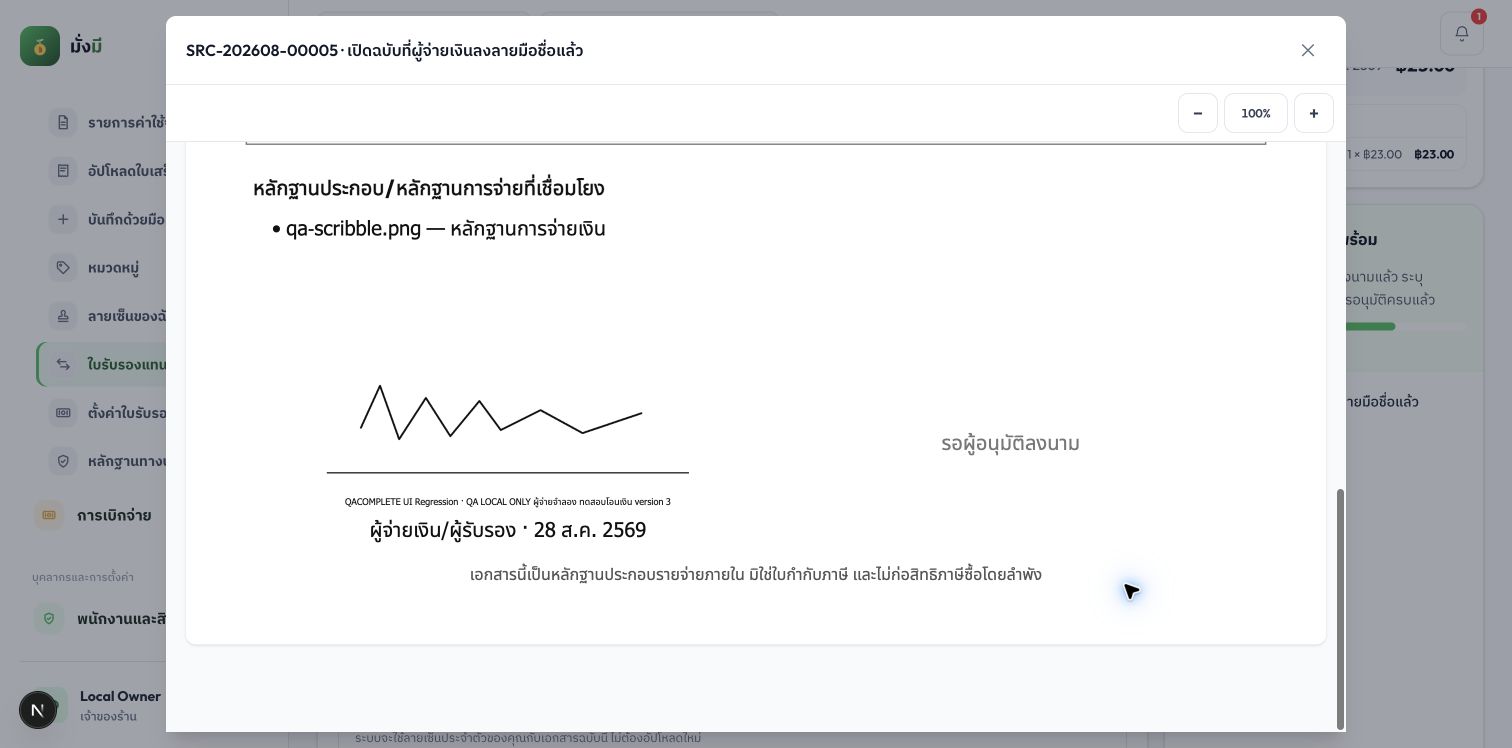 SRC-202608-00005 · เปิดฉบับที่ผู้จ่ายเงินลงลายมือชื่อแล้ว
1
มั่งมี
− 100% +
รายการค่าใช้
1 × ฿23.00 ฿23.00
อัปโหลดใบเสร็
บันทึกด้วยมือ
หมวดหมู่
ลายเซ็นของฉั
ใบรับรองแทน
ตั้งค่าใบรับรอ
หลักฐานทาง
การเบิกจ่าย
บุคลากรและการตั้งค่า
พนักงานและสิ
Local Owner
เจ้าของร้าน
N
หลักฐานประกอบ/หลักฐานการจ่ายที่เชื่อมโยง
• qa-scribble.png — หลักฐานการจ่ายเงิน
รอผู้อนุมัติลงนาม
QACOMPLETE UI Regression · QA LOCAL ONLY ผู้จ่ายจำลอง ทดสอบโอนเงิน version 3
ผู้จ่ายเงิน/ผู้รับรอง · 28 ส.ค. 2569
เอกสารนี้เป็นหลักฐานประกอบรายจ่ายภายใน มิใช่ใบกำกับภาษี และไม่ก่อสิทธิภาษีซื้อโดยลำพัง
พร้อม
งนามแล้ว ระบุ
รอนุมัติครบแล้ว
ายมือชื่อแล้ว
ระบบจะใช้ลายเซ็นประจำตัวของคุณกับเอกสารฉบับนี้ ไม่ต้องอัปโหลดใหม่